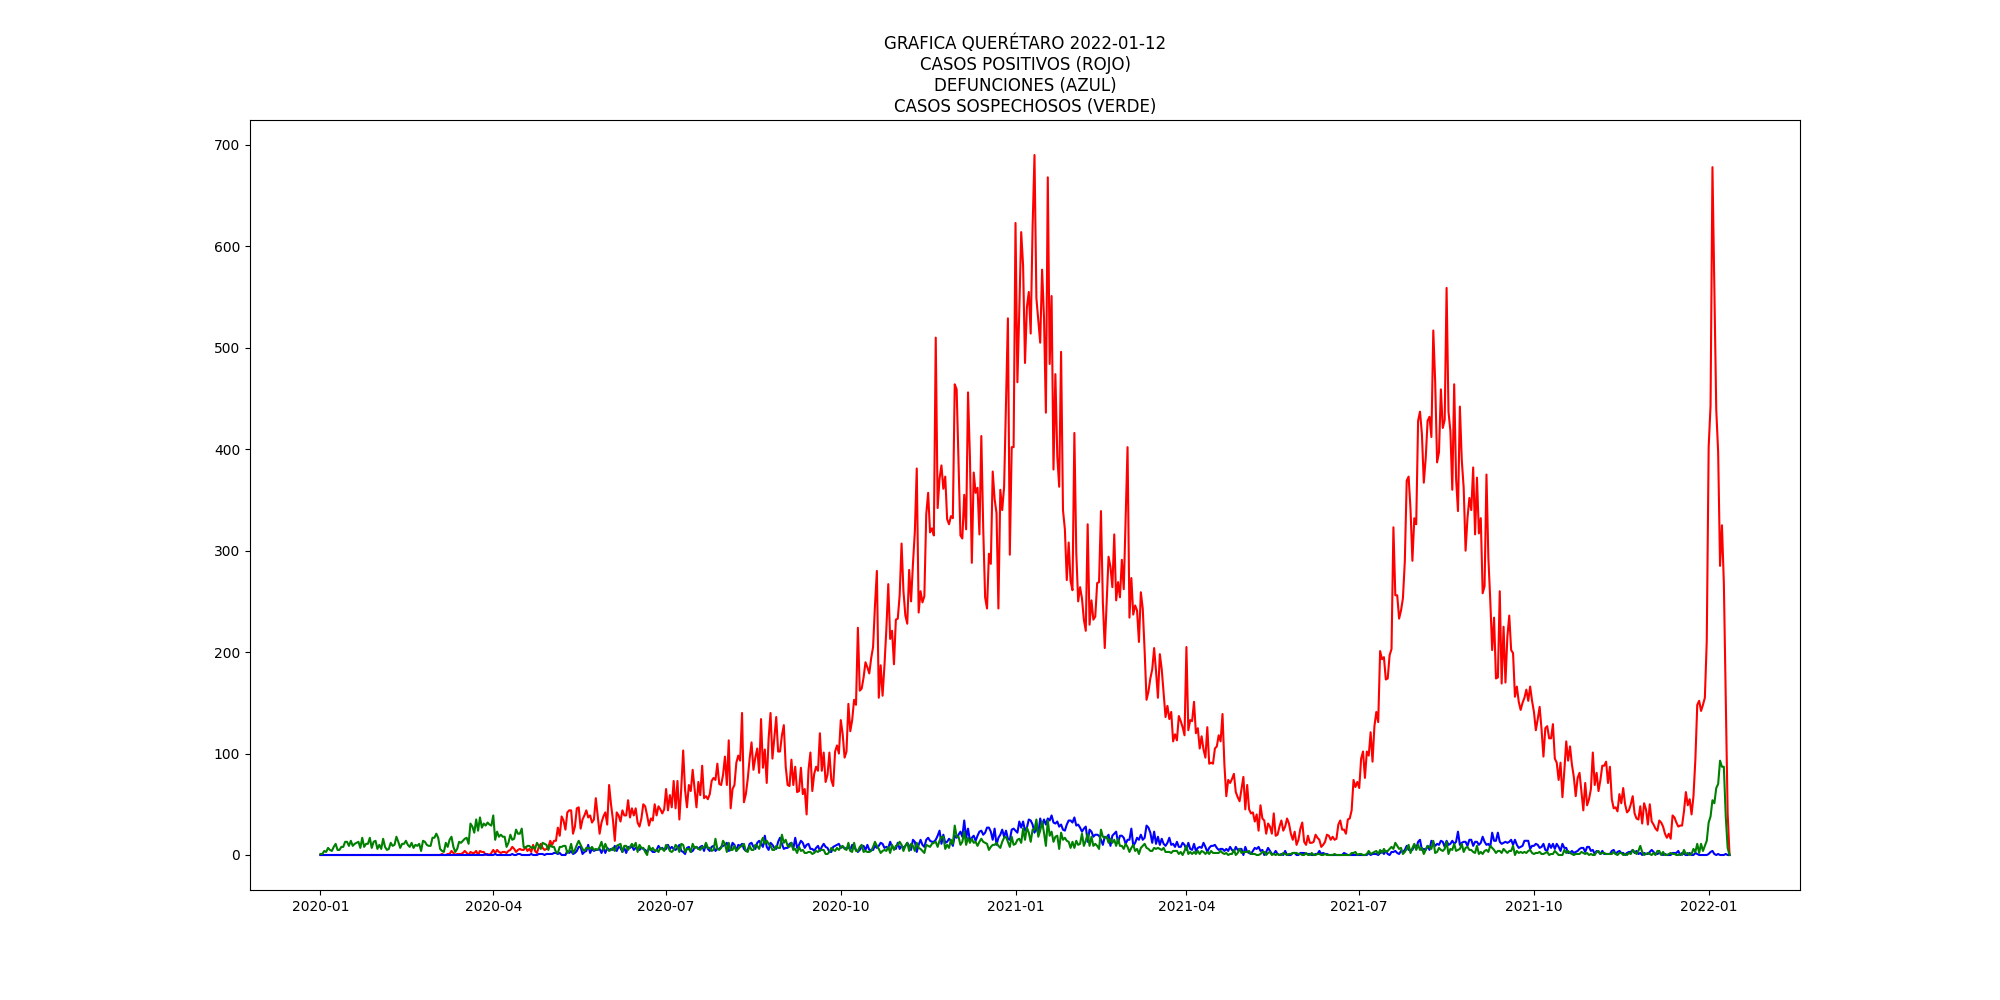 GRAFICA QUERÉTARO 2022-01-12
CASOS POSITIVOS (ROJO)
DEFUNCIONES (AZUL)
CASOS SOSPECHOSOS (VERDE)
700
600
500
400
300
200
100
0
2020-01 2020-04 2020-07 2020-10 2021-01 2021-04 2021-07 2021-10 2022-01